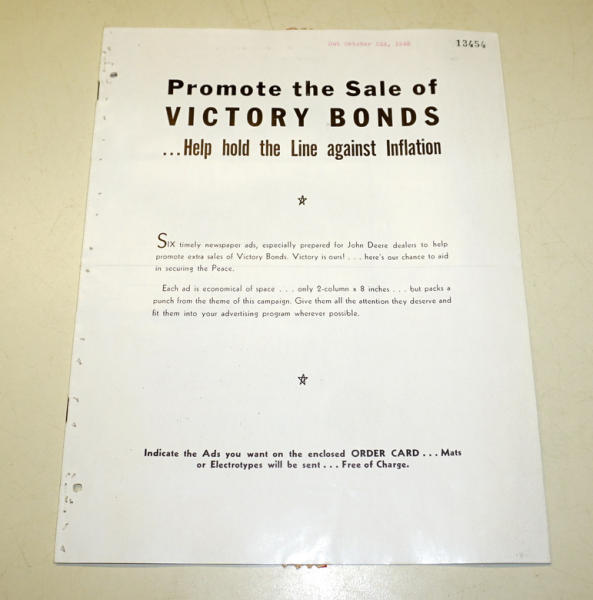 13454
Promote the Sale of
VICTORY BONDS
...Help hold the Line against Inflation
SIX timely newspaper ads, especially prepared for John Deere dealers to help
promote extra sales of Victory Bonds. Victory is ours! . . . here's our chance to aid
in securing the Peace.
Each ad is economical of space . . . only 2-column x 8 inches . . . but packs a
punch from the theme of this campaign. Give them all the attention they deserve and
fit them into your advertising program wherever possible.
Indicate the Ads you want on the enclosed ORDER CARD . . . Mats
or Electrotypes will be sent . . . Free of Charge.